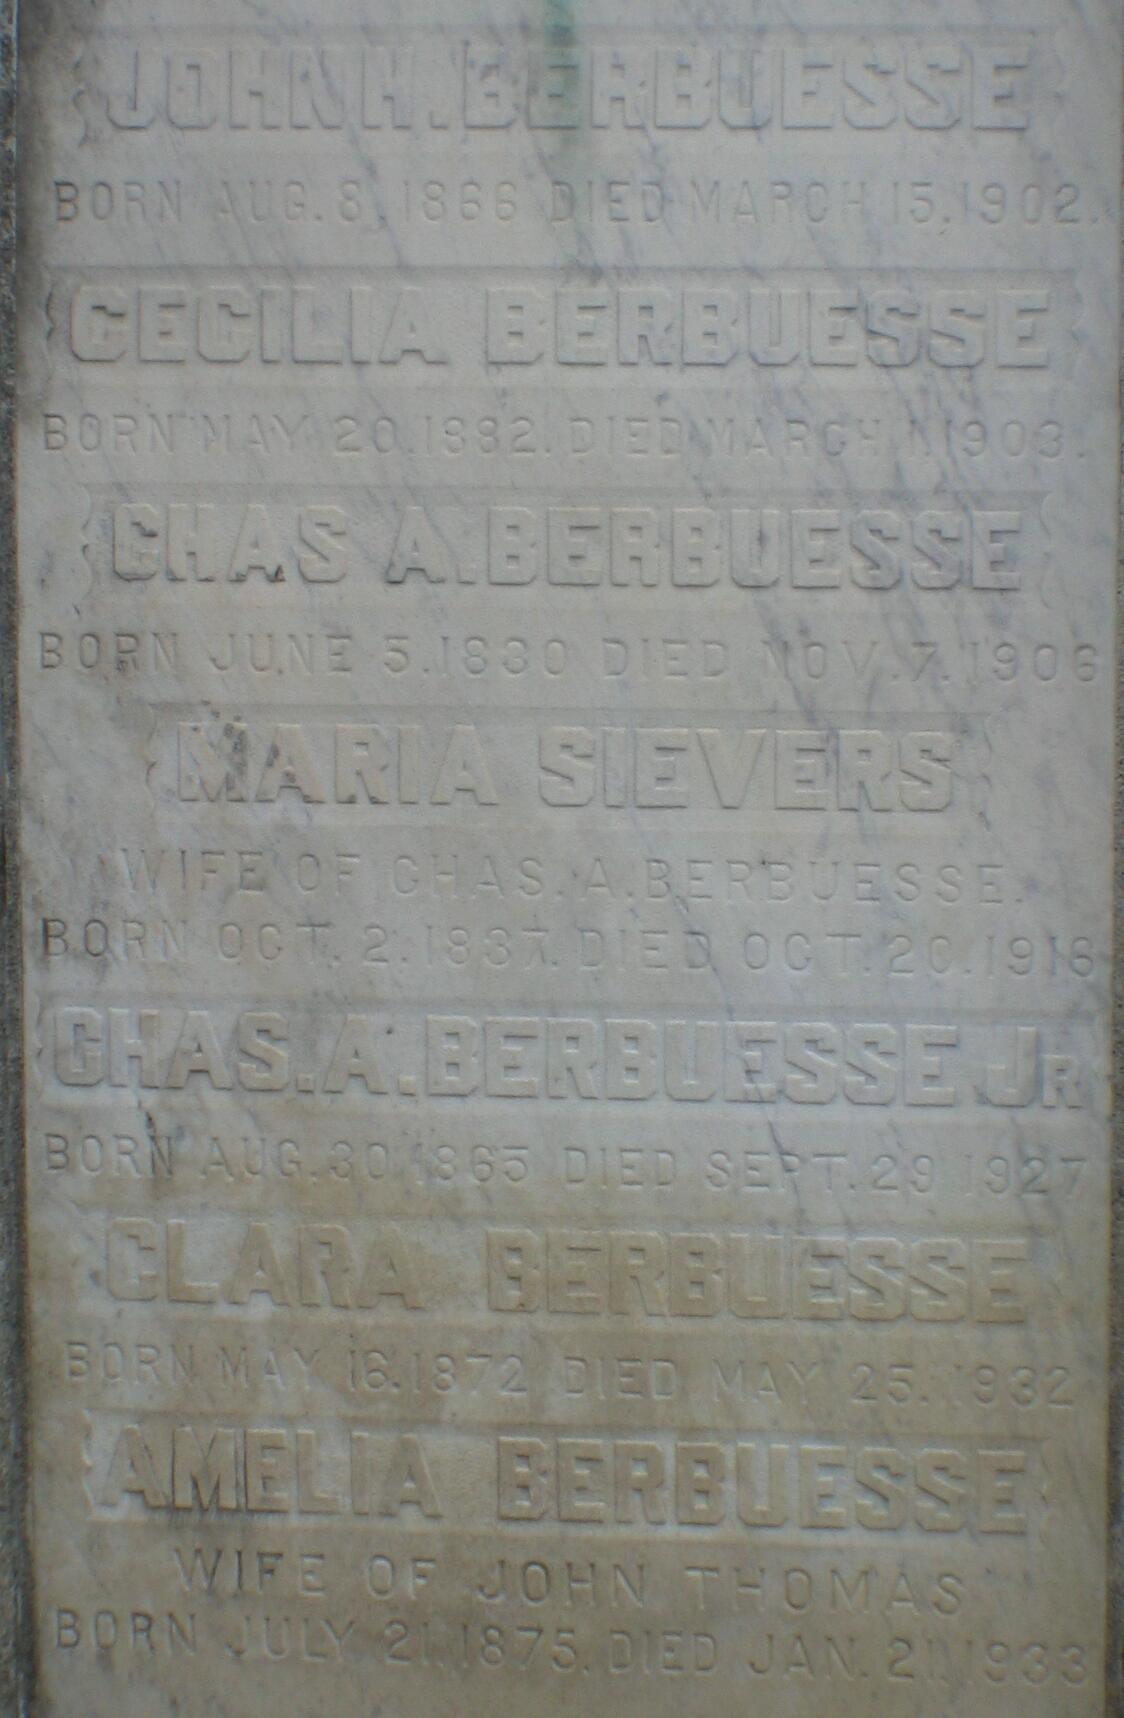 JOHN H. BERBUESSE
BORN AUG. 8. 1866 DIED MARCH 15. 1902.
CECILIA BERBUESSE
BORN MAY 20. 1882. DIED MARCH 1. 1903.
CHAS A. BERBUESSE
BORN JUNE 5. 1830 DIED NOV. 7. 1906
MARIA SIEVERS
WIFE OF CHAS. A. BERBUESSE.
BORN OCT. 2. 1837. DIED OCT. 20. 1916
CHAS. A. BERBUESSE JR
BORN AUG. 30 1865 DIED SEPT. 29 1927
CLARA BERBUESSE
BORN MAY 16. 1872 DIED MAY 25. 1932
AMELIA BERBUESSE
WIFE OF JOHN THOMAS
BORN JULY 21. 1875. DIED JAN. 21. 1933